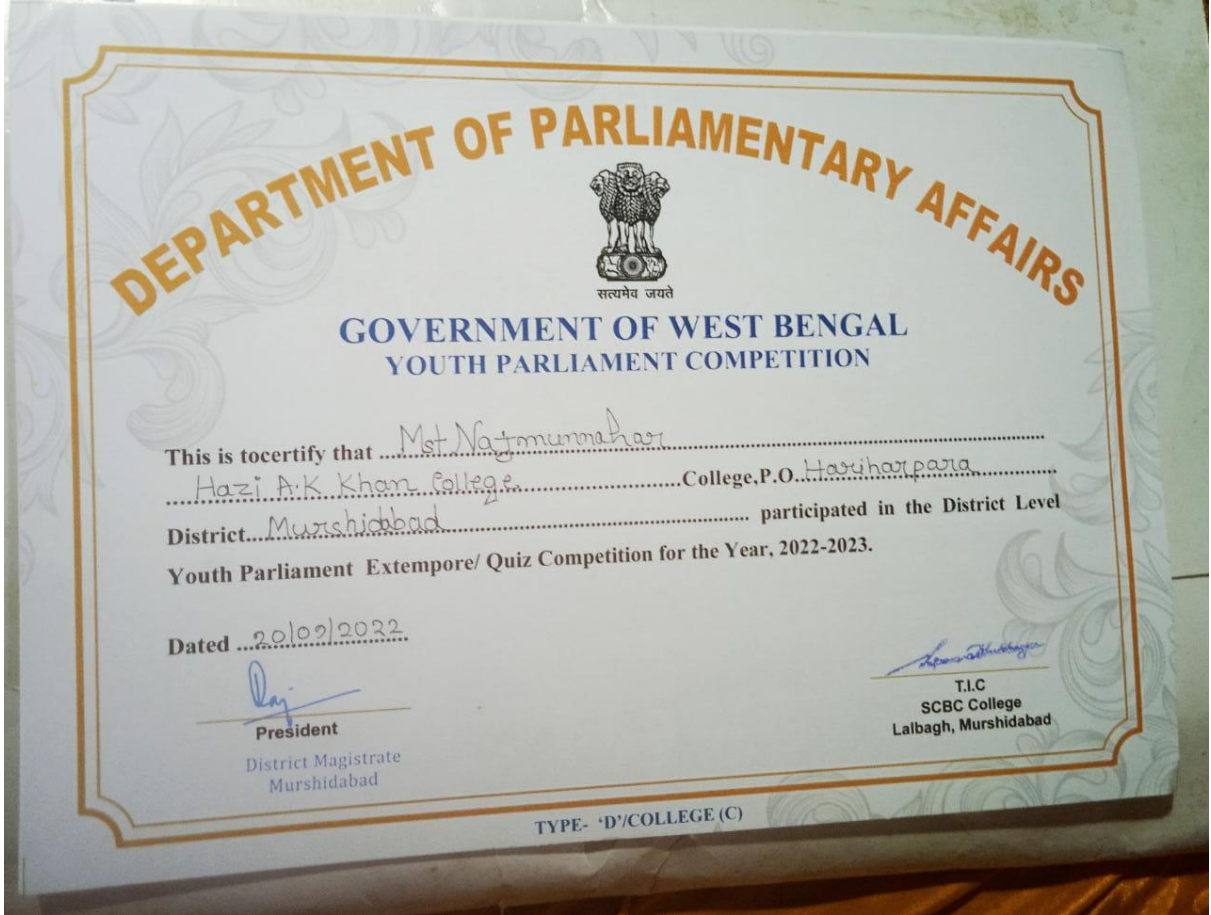 DEPARTMENT OF PARLIAMENTARY AFFAIRS
सत्यमेव जयते
GOVERNMENT OF WEST BENGAL
YOUTH PARLIAMENT COMPETITION
This is tocertify that ....Mst Najmunnahar....
....Hazi A.K Khan College....College,P.O..Hariharpara....
District....Murshidabad.... participated in the District Level
Youth Parliament Extempore/ Quiz Competition for the Year, 2022-2023.
Dated ...20/09/2022...
President
District Magistrate
Murshidabad
T.I.C
SCBC College
Lalbagh, Murshidabad
TYPE- 'D'/COLLEGE (C)